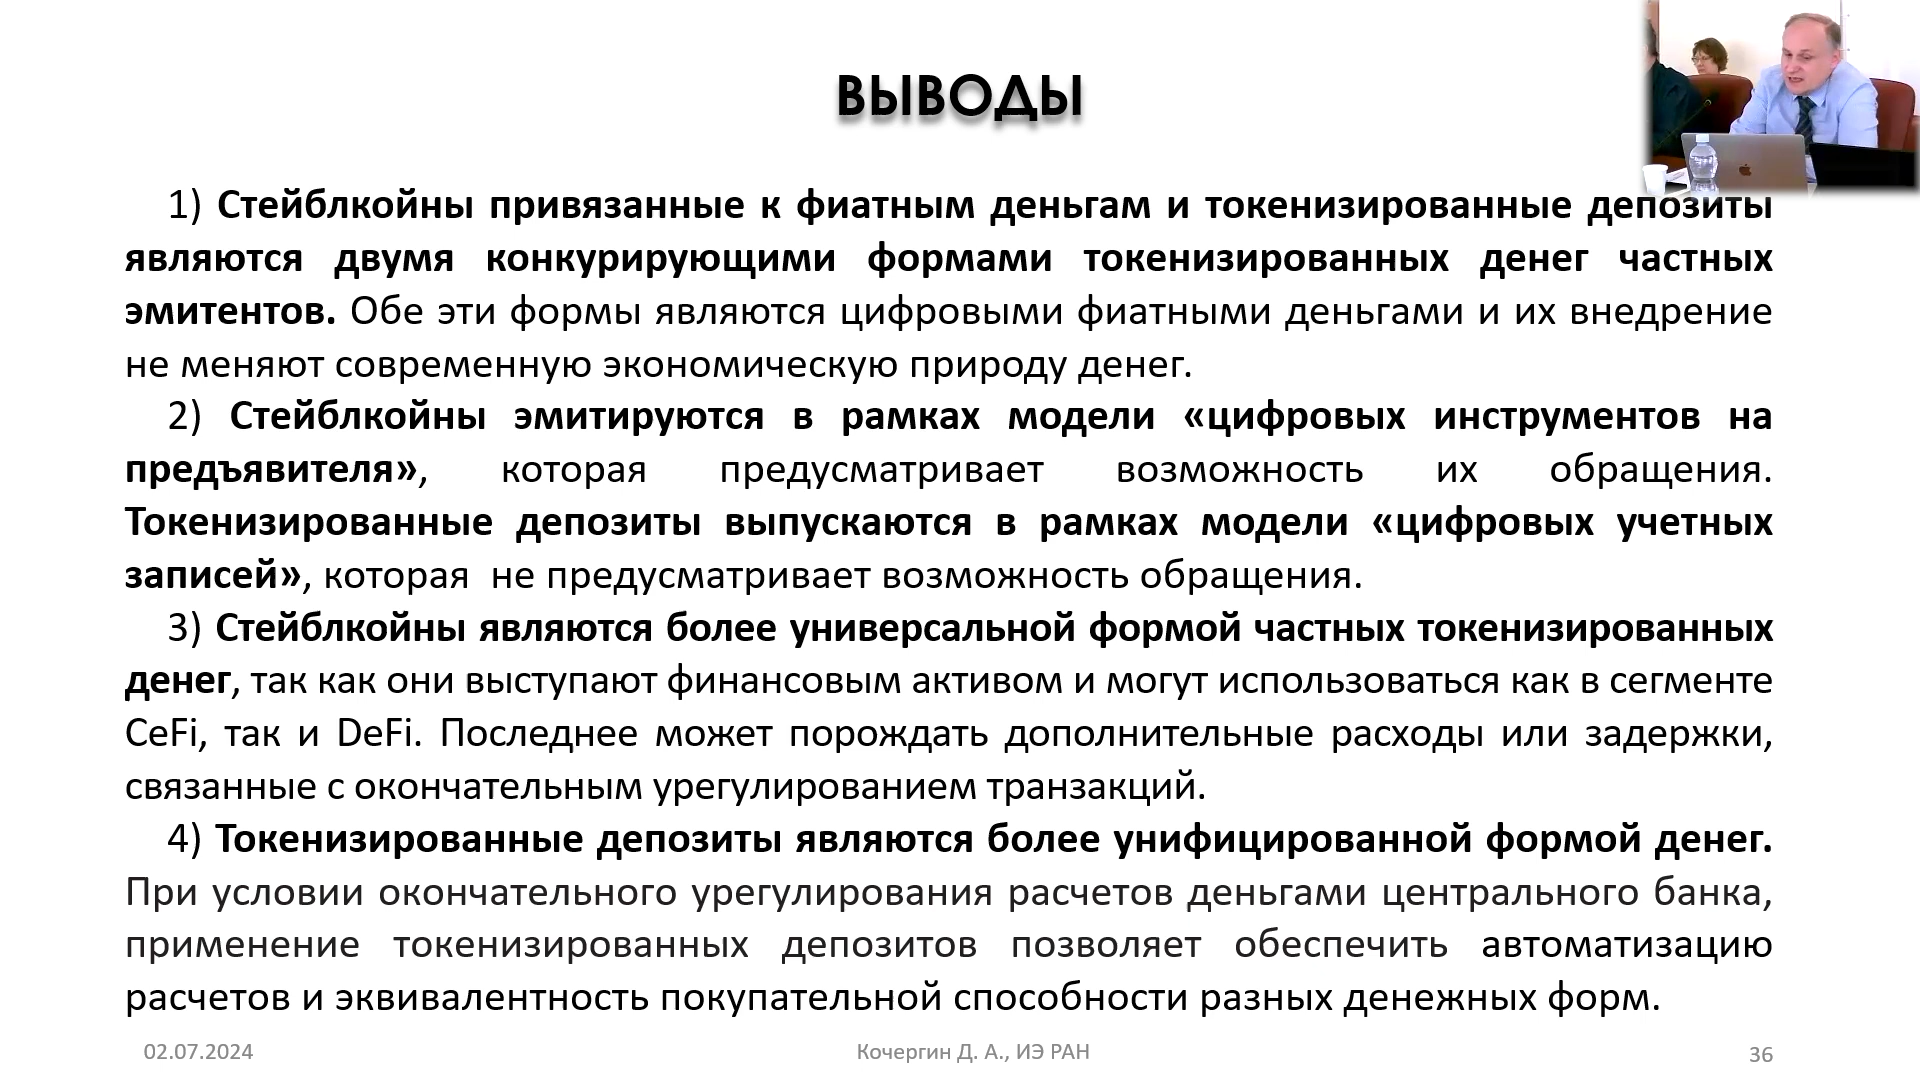 ВЫВОДЫ
1) Стейблкойны привязанные к фиатным деньгам и токенизированные депозиты
являются двумя конкурирующими формами токенизированных денег частных
эмитентов. Обе эти формы являются цифровыми фиатными деньгами и их внедрение
не меняют современную экономическую природу денег.
2) Стейблкойны эмитируются в рамках модели «цифровых инструментов на
предъявителя», которая предусматривает возможность их обращения.
Токенизированные депозиты выпускаются в рамках модели «цифровых учетных
записей», которая не предусматривает возможность обращения.
3) Стейблкойны являются более универсальной формой частных токенизированных
денег, так как они выступают финансовым активом и могут использоваться как в сегменте
CeFi, так и DeFi. Последнее может порождать дополнительные расходы или задержки,
связанные с окончательным урегулированием транзакций.
4) Токенизированные депозиты являются более унифицированной формой денег.
При условии окончательного урегулирования расчетов деньгами центрального банка,
применение токенизированных депозитов позволяет обеспечить автоматизацию
расчетов и эквивалентность покупательной способности разных денежных форм.
02.07.2024
Кочергин Д. А., ИЭ РАН
36